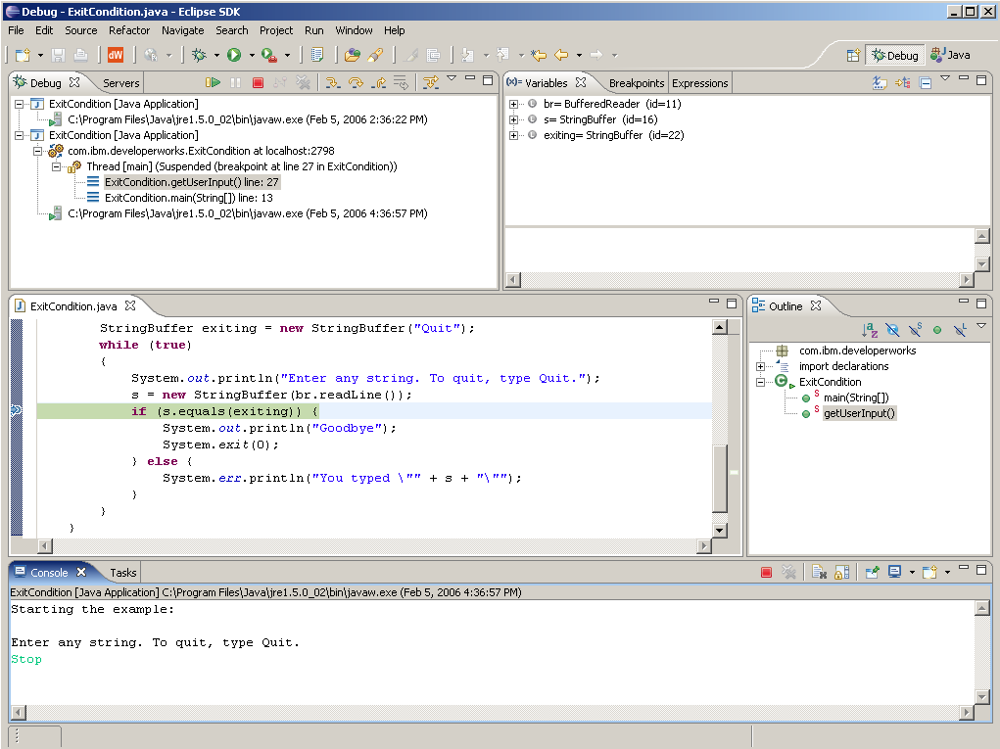 Debug - ExitCondition.java - Eclipse SDK
File Edit Source Refactor Navigate Search Project Run Window Help
dW Debug Java
Debug Servers
ExitCondition [Java Application]
C:\Program Files\Java\jre1.5.0_02\bin\javaw.exe (Feb 5, 2006 2:36:22 PM)
ExitCondition [Java Application]
com.ibm.developerworks.ExitCondition at localhost:2798
Thread [main] (Suspended (breakpoint at line 27 in ExitCondition))
ExitCondition.getUserInput() line: 27
ExitCondition.main(String[]) line: 13
C:\Program Files\Java\jre1.5.0_02\bin\javaw.exe (Feb 5, 2006 4:36:57 PM)
(x)= Variables Breakpoints Expressions
br= BufferedReader (id=11)
s= StringBuffer (id=16)
exiting= StringBuffer (id=22)
ExitCondition.java
StringBuffer exiting = new StringBuffer("Quit");
while (true)
{
System.out.println("Enter any string. To quit, type Quit.");
s = new StringBuffer(br.readLine());
if (s.equals(exiting)) {
System.out.println("Goodbye");
System.exit(0);
} else {
System.err.println("You typed \"" + s + "\"");
}
}
}
Outline
com.ibm.developerworks
import declarations
ExitCondition
main(String[])
getUserInput()
Console Tasks
ExitCondition [Java Application] C:\Program Files\Java\jre1.5.0_02\bin\javaw.exe (Feb 5, 2006 4:36:57 PM)
Starting the example:
Enter any string. To quit, type Quit.
Stop